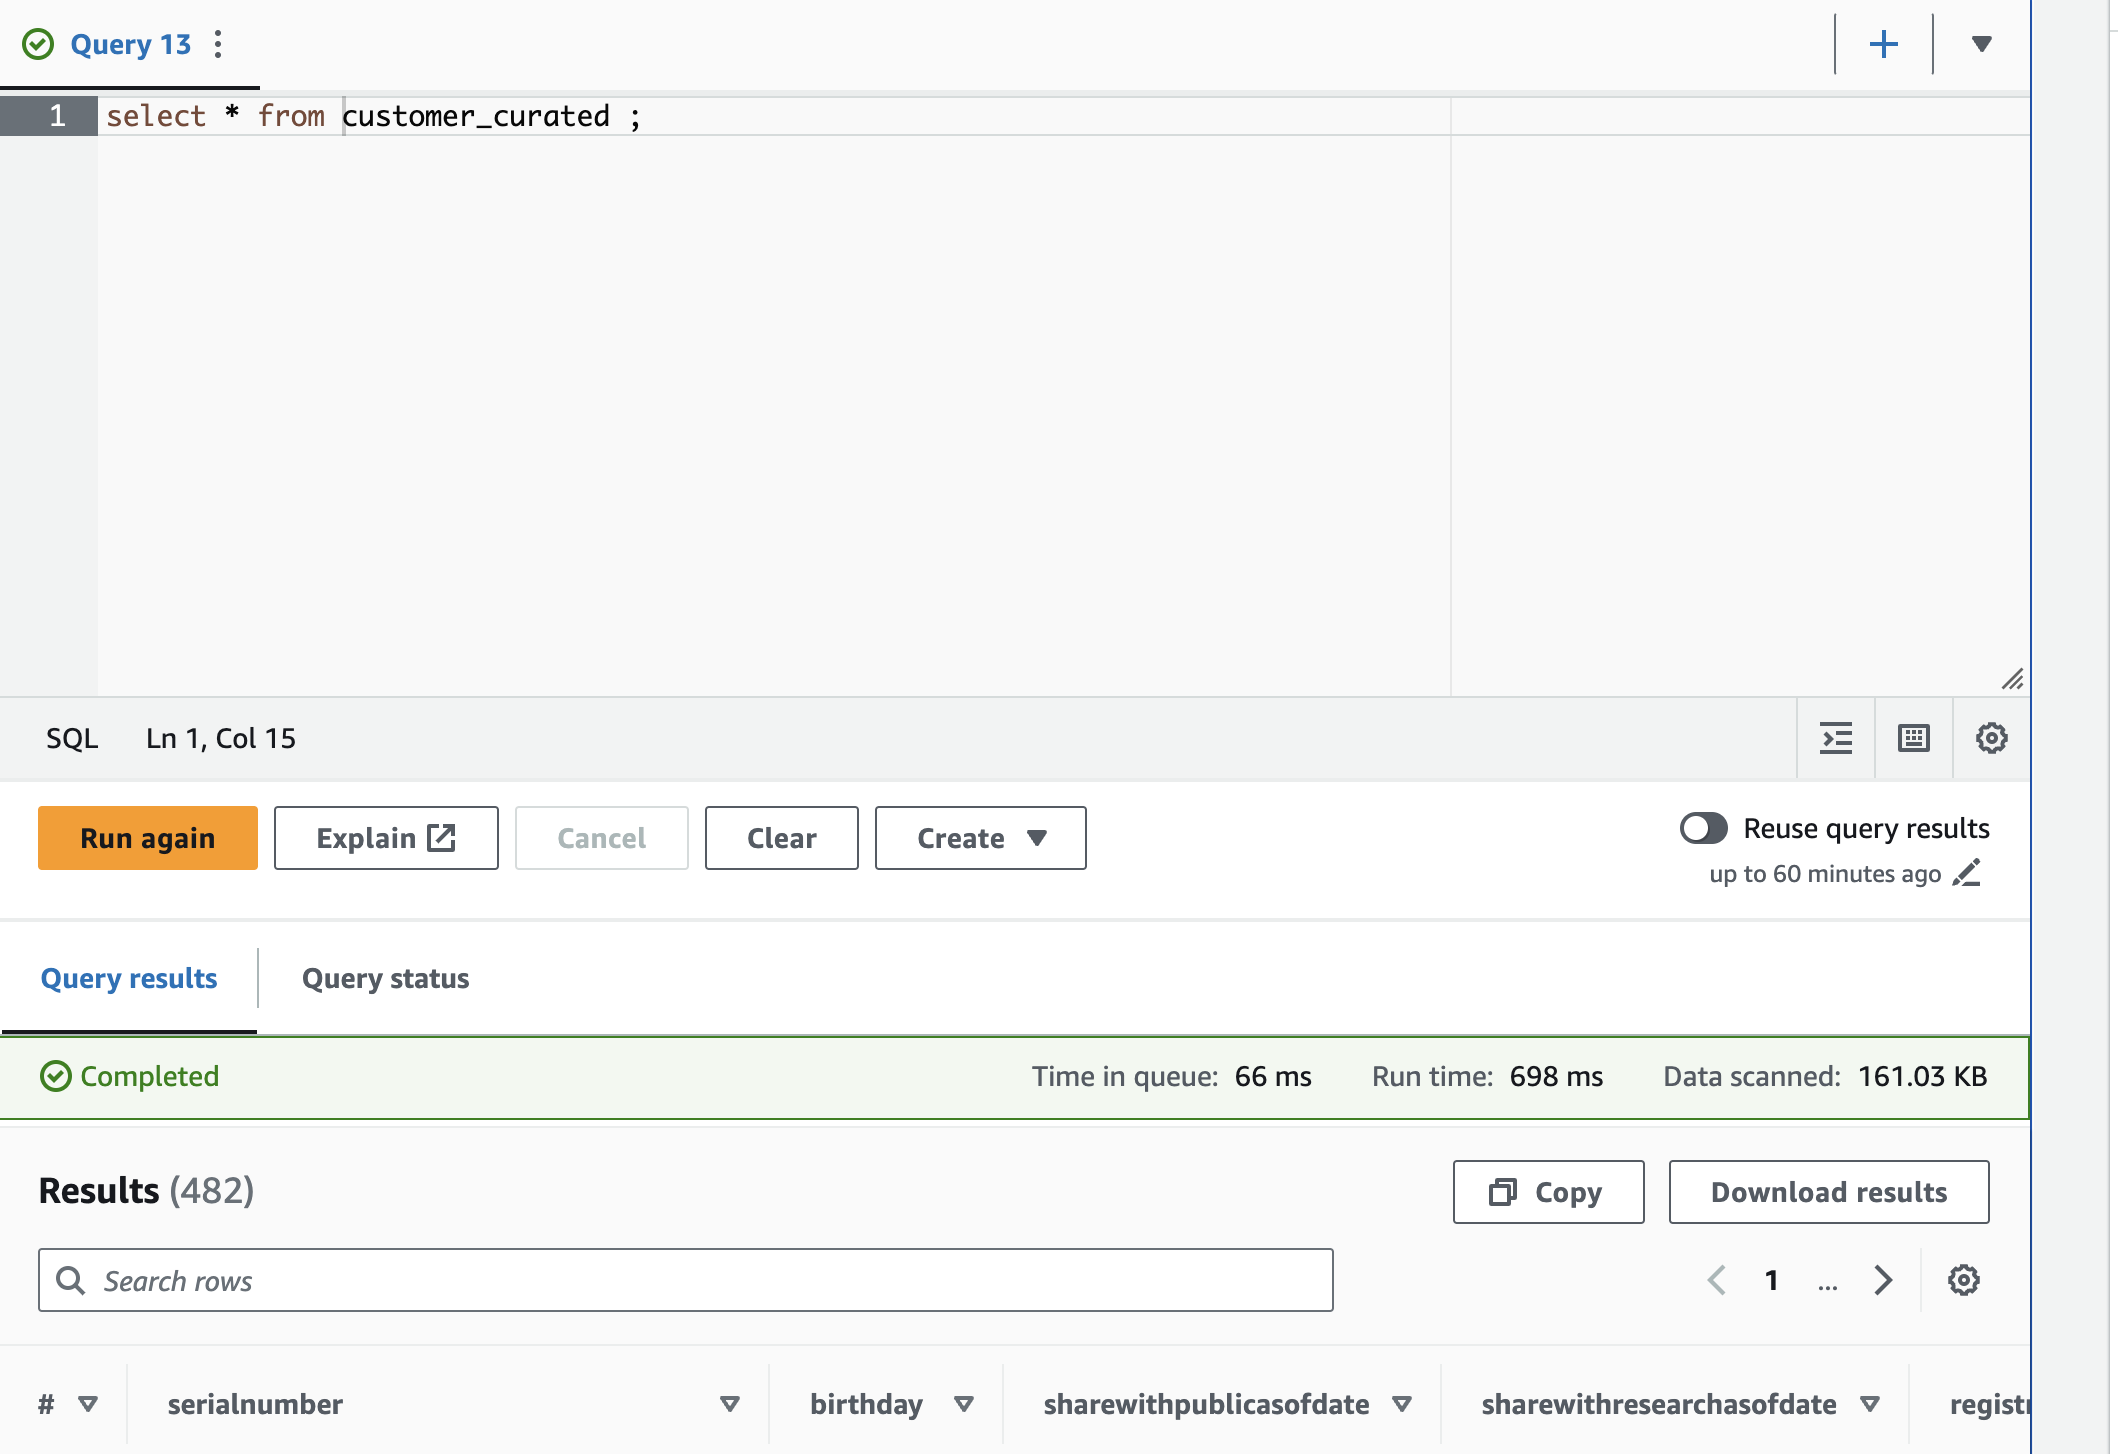 Query 13
1 select * from customer_curated ;
SQL Ln 1, Col 15
Run again Explain Cancel Clear Create Reuse query results
up to 60 minutes ago
Query results Query status
Completed Time in queue: 66 ms Run time: 698 ms Data scanned: 161.03 KB
Results (482) Copy Download results
Search rows 1 ...
# serialnumber birthday sharewithpublicasofdate sharewithresearchasofdate registr